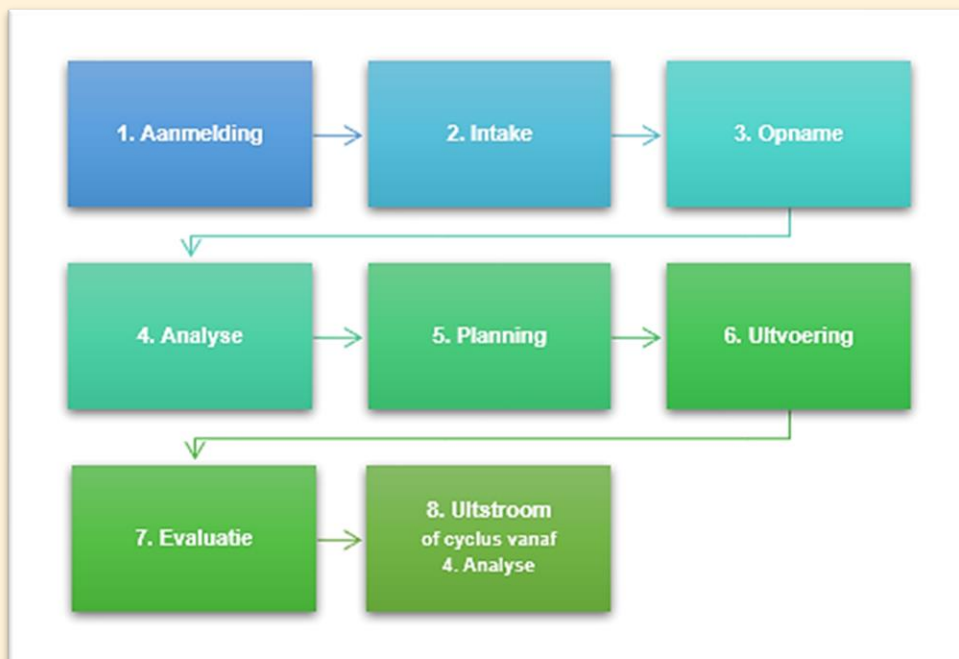 1. Aanmelding
2. Intake
3. Opname
4. Analyse
5. Planning
6. Uitvoering
7. Evaluatie
8. Uitstroom
of cyclus vanaf
4. Analyse